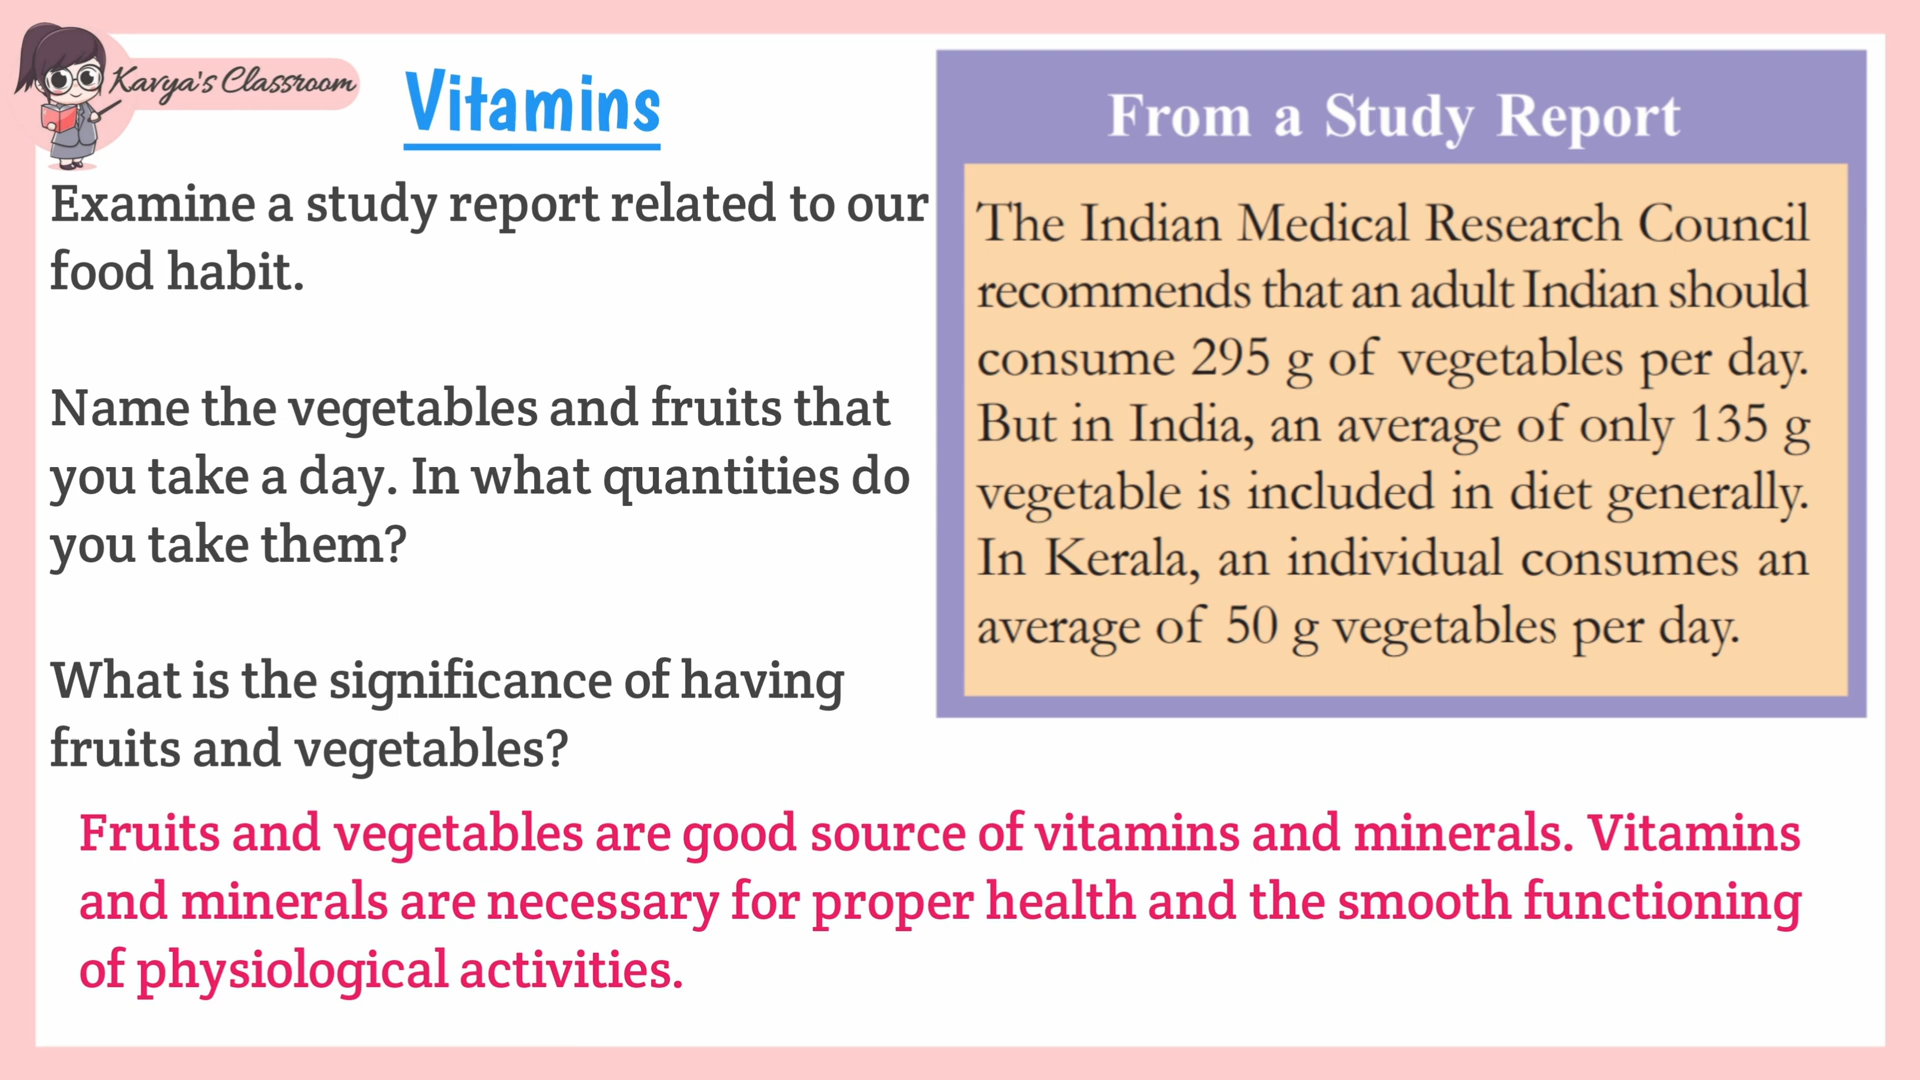 Karya's Classroom
Vitamins
Examine a study report related to our
food habit.
Name the vegetables and fruits that
you take a day. In what quantities do
you take them?
What is the significance of having
fruits and vegetables?
From a Study Report
The Indian Medical Research Council
recommends that an adult Indian should
consume 295 g of vegetables per day.
But in India, an average of only 135 g
vegetable is included in diet generally.
In Kerala, an individual consumes an
average of 50 g vegetables per day.
Fruits and vegetables are good source of vitamins and minerals. Vitamins
and minerals are necessary for proper health and the smooth functioning
of physiological activities.